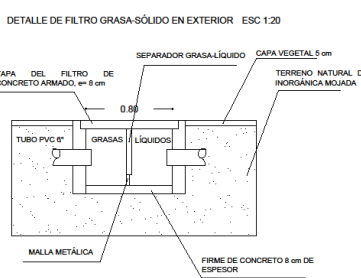 DETALLE DE FILTRO GRASA-SÓLIDO EN EXTERIOR ESC 1:20
SEPARADOR GRASA-LÍQUIDO
CAPA VEGETAL 5 cm
DEL FILTRO DE
CONCRETO ARMADO, e= 8 cm
TERRENO NATURAL
INORGÁNICA MOJADA
0.80
TUBO PVC 6"
GRASAS
LÍQUIDOS
MALLA METÁLICA
FIRME DE CONCRETO 8 cm DE
ESPESOR